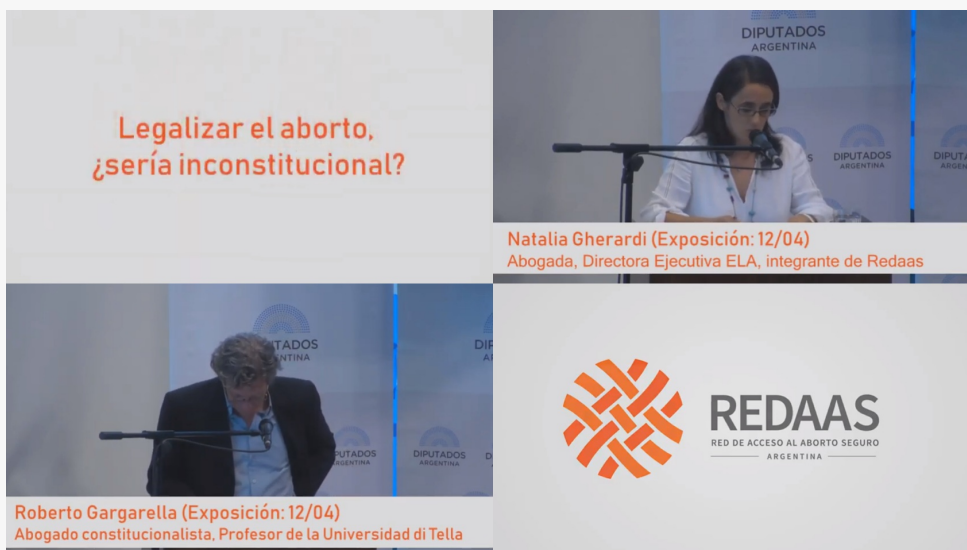 Legalizar el aborto,
¿sería inconstitucional?
DIPUTADOS
ARGENTINA
DIPUTADOS
ARGENTINA
Natalia Gherardi (Exposición: 12/04)
Abogada, Directora Ejecutiva ELA, integrante de Redaas
DIPUTADOS
ARGENTINA
DIPUTADOS
ARGENTINA
Roberto Gargarella (Exposición: 12/04)
Abogado constitucionalista, Profesor de la Universidad di Tella
REDAAS
RED DE ACCESO AL ABORTO SEGURO
ARGENTINA